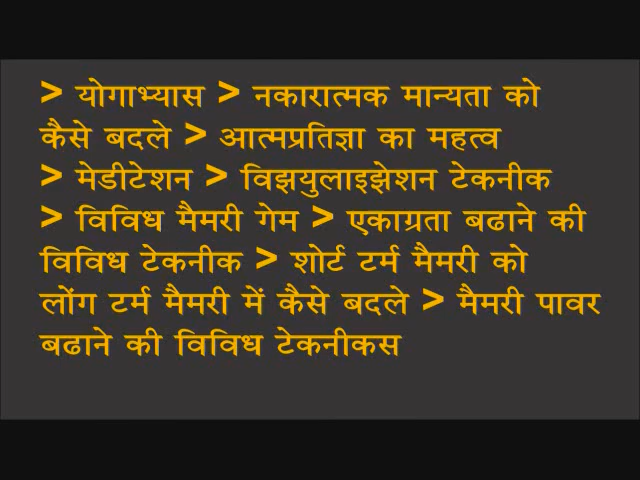 > योगाभ्यास > नकारात्मक मान्यता को
कैसे बदले > आत्मप्रतिज्ञा का महत्व
> मेडीटेशन > विझयुलाइझेशन टेकनीक
> विविध मैमरी गेम > एकाग्रता बढाने की
विविध टेकनीक > शोर्ट टर्म मैमरी को
लोंग टर्म मैमरी में कैसे बदले > मैमरी पावर
बढाने की विविध टेकनीकस